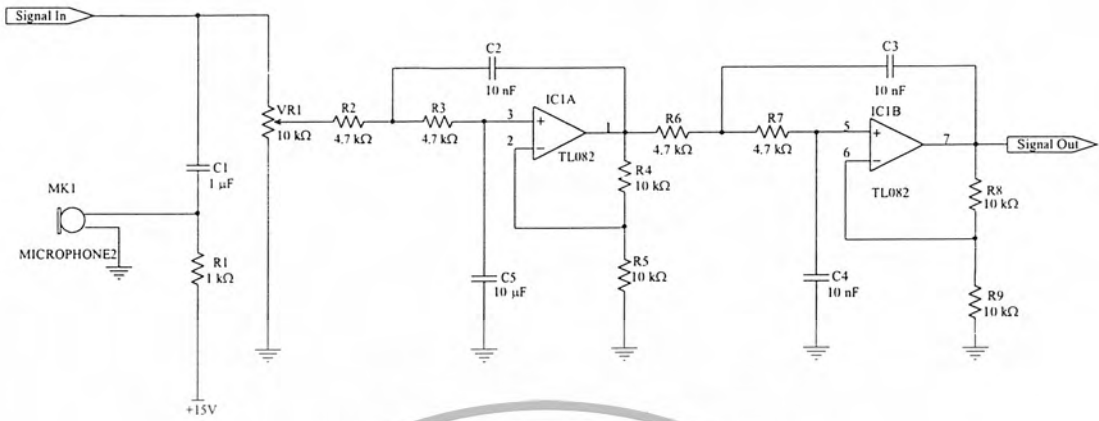 Signal In
C2
10 nF
C3
10 nF
VR1
10 kΩ
R2
4.7 kΩ
R3
4.7 kΩ
IC1A
3
2
1
+
−
TL082
R6
4.7 kΩ
R7
4.7 kΩ
IC1B
5
6
7
+
−
TL082
Signal Out
C1
1 µF
R4
10 kΩ
R8
10 kΩ
MK1
MICROPHONE2
R1
1 kΩ
C5
10 µF
R5
10 kΩ
C4
10 nF
R9
10 kΩ
+15V